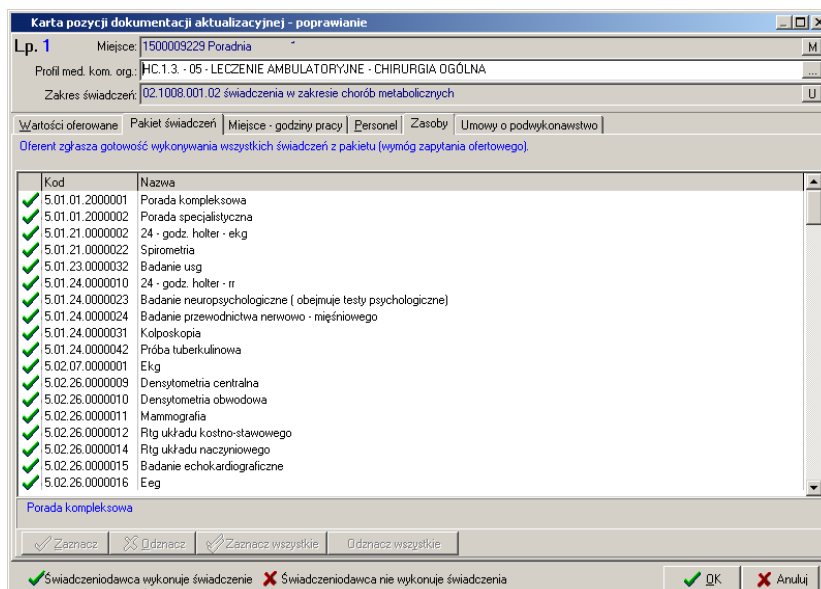 Karta pozycji dokumentacji aktualizacyjnej - poprawianie
Lp. 1 Miejsce: 1500009229 Poradnia M
Profil med. kom. org.: HC.1.3. - 05 - LECZENIE AMBULATORYJNE - CHIRURGIA OGÓLNA ...
Zakres świadczeń: 02.1008.001.02 świadczenia w zakresie chorób metabolicznych U
Wartości oferowane Pakiet świadczeń Miejsce - godziny pracy Personel Zasoby Umowy o podwykonawstwo
Oferent zgłasza gotowość wykonywania wszystkich świadczeń z pakietu (wymóg zapytania ofertowego).
Kod Nazwa
5.01.01.2000001 Porada kompleksowa
5.01.01.2000002 Porada specjalistyczna
5.01.21.0000002 24 - godz. holter - ekg
5.01.21.0000022 Spirometria
5.01.23.0000032 Badanie usg
5.01.24.0000010 24 - godz. holter - rr
5.01.24.0000023 Badanie neuropsychologiczne ( obejmuje testy psychologiczne)
5.01.24.0000024 Badanie przewodnictwa nerwowo - mięśniowego
5.01.24.0000031 Kolposkopia
5.01.24.0000042 Próba tuberkulinowa
5.02.07.0000001 Ekg
5.02.26.0000009 Densytometria centralna
5.02.26.0000010 Densytometria obwodowa
5.02.26.0000011 Mammografia
5.02.26.0000012 Rtg układu kostno-stawowego
5.02.26.0000014 Rtg układu naczyniowego
5.02.26.0000015 Badanie echokardiograficzne
5.02.26.0000016 Eeg
Porada kompleksowa
Zaznacz Odznacz Zaznacz wszystkie Odznacz wszystkie
Świadczeniodawca wykonuje świadczenie Świadczeniodawca nie wykonuje świadczenia OK Anuluj